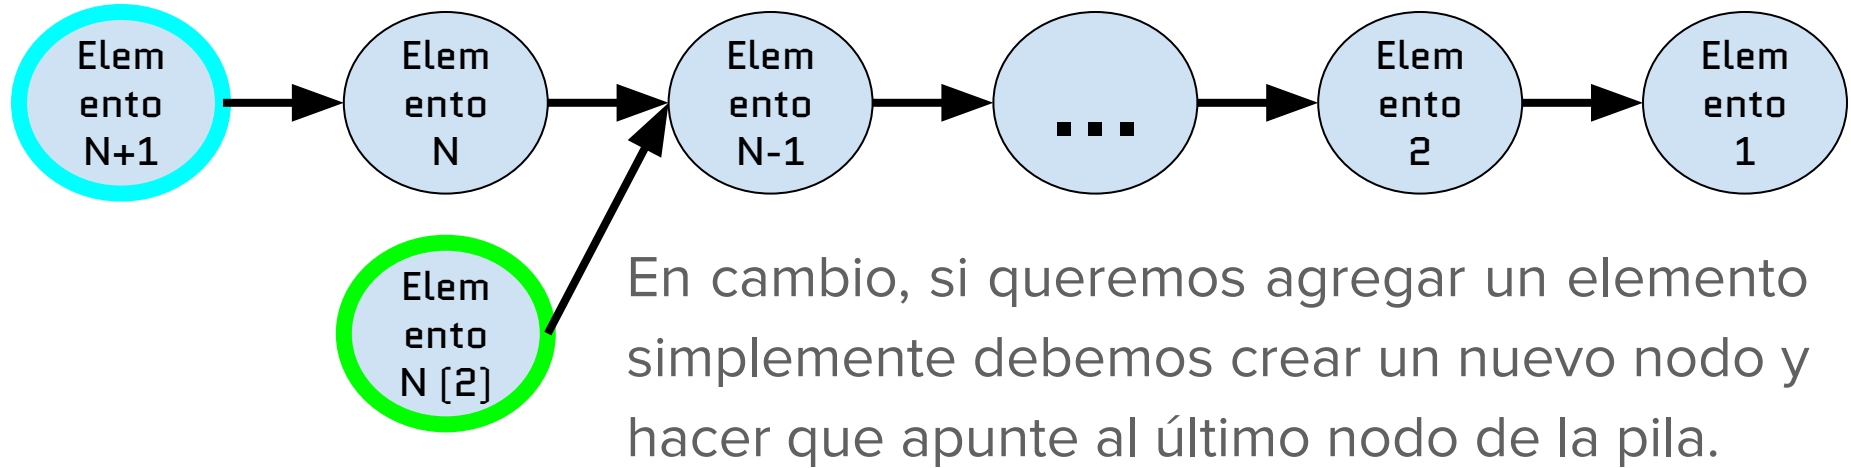 Elem
ento
N+1
Elem
ento
N
Elem
ento
N-1
...
Elem
ento
2
Elem
ento
1
Elem
ento
N (2)
En cambio, si queremos agregar un elemento
simplemente debemos crear un nuevo nodo y
hacer que apunte al último nodo de la pila.